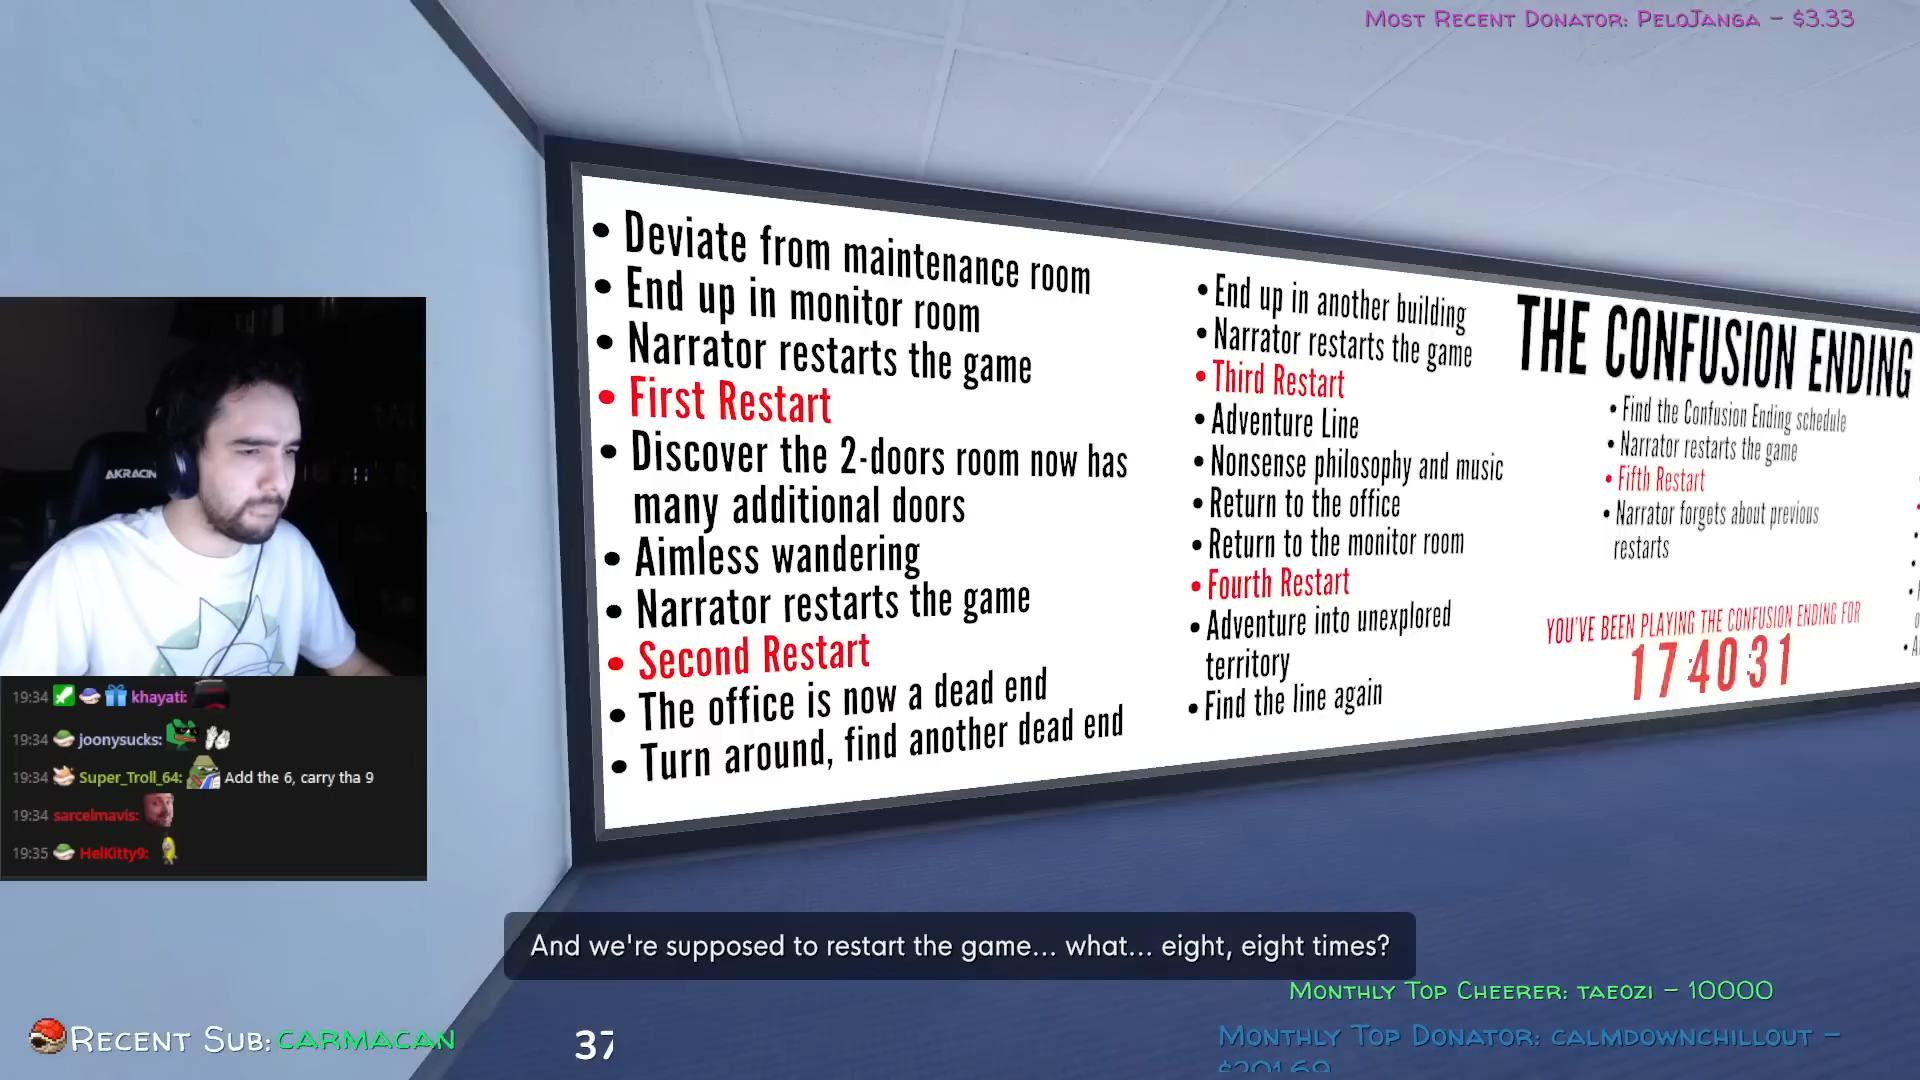 Most Recent Donator: PeloJanga – $3.33
• Deviate from maintenance room
• End up in monitor room
• Narrator restarts the game
• First Restart
• Discover the 2-doors room now has
many additional doors
• Aimless wandering
• Narrator restarts the game
• Second Restart
• The office is now a dead end
• Turn around, find another dead end
• End up in another building
• Narrator restarts the game
• Third Restart
• Adventure Line
• Nonsense philosophy and music
• Return to the office
• Return to the monitor room
• Fourth Restart
• Adventure into unexplored
territory
• Find the line again
THE CONFUSION ENDING
• Find the Confusion Ending schedule
• Narrator restarts the game
• Fifth Restart
• Narrator forgets about previous
restarts
YOU'VE BEEN PLAYING THE CONFUSION ENDING FOR
17:40:31
AKRACIN
19:34 khayati:
19:34 joonysucks:
19:34 Super_Troll_64: Add the 6, carry tha 9
19:34 sarcelmavis:
19:35 HelKitty9:
And we're supposed to restart the game... what... eight, eight times?
Monthly Top Cheerer: taeozi – 10000
Recent Sub: carmacan
37
Monthly Top Donator: calmdownchillout –
$201.69